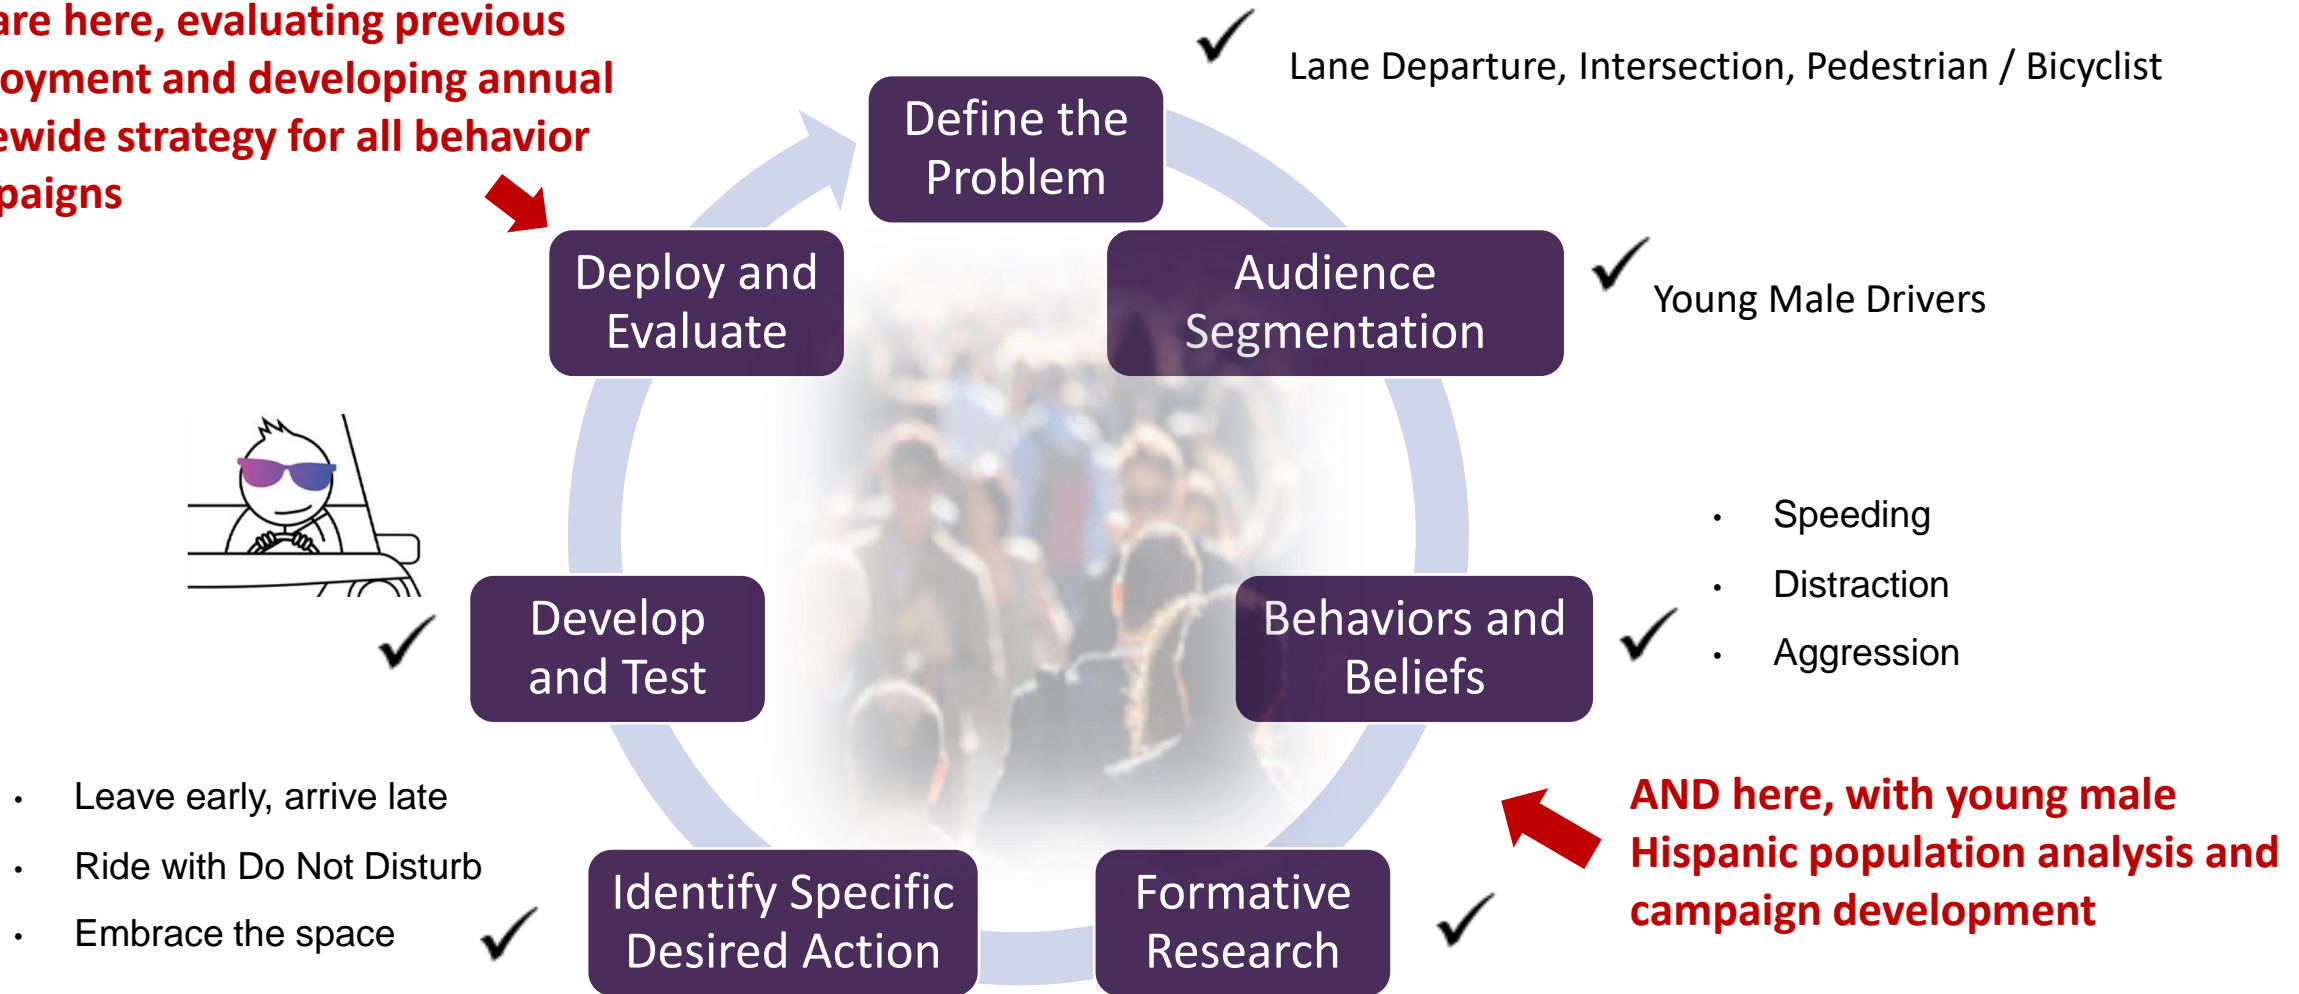 are here, evaluating previous
oyment and developing annual
ewide strategy for all behavior
paigns
Lane Departure, Intersection, Pedestrian / Bicyclist
Define the
Problem
Audience
Segmentation
Young Male Drivers
Deploy and
Evaluate
Behaviors and
Beliefs
• Speeding
• Distraction
• Aggression
Develop
and Test
AND here, with young male
Hispanic population analysis and
campaign development
Formative
Research
Identify Specific
Desired Action
• Leave early, arrive late
• Ride with Do Not Disturb
• Embrace the space